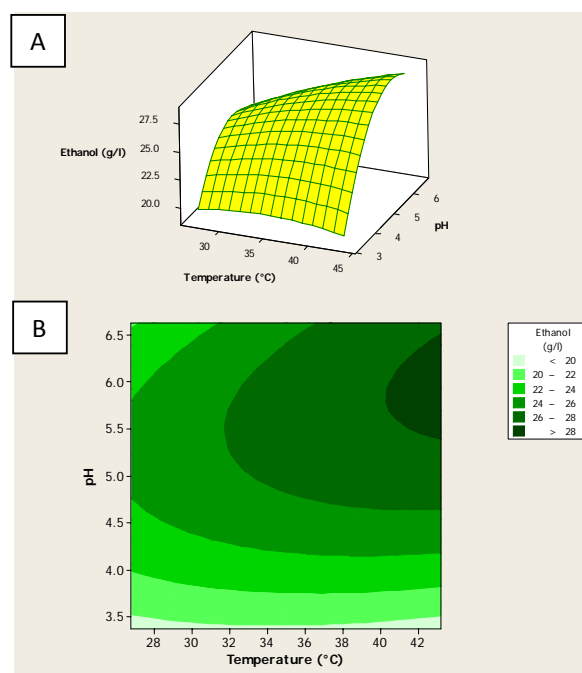 A
27.5
Ethanol (g/l)
25.0
22.5
20.0
6
5
pH
4
3
30
35
40
45
Temperature (°C)
B
6.5
6.0
5.5
5.0
4.5
4.0
3.5
pH
28 30 32 34 36 38 40 42
Temperature (°C)
Ethanol
(g/l)
< 20
20 – 22
22 – 24
24 – 26
26 – 28
> 28